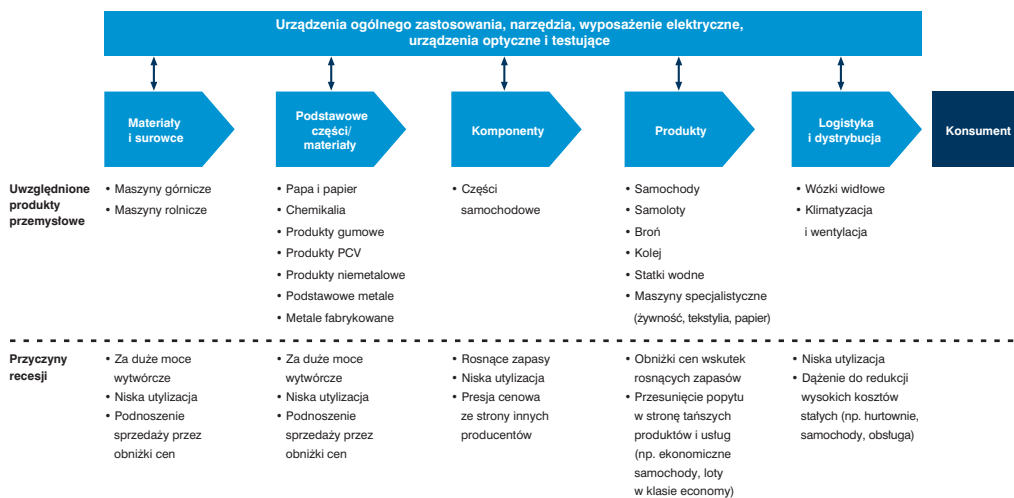 Urządzenia ogólnego zastosowania, narzędzia, wyposażenie elektryczne,
urządzenia optyczne i testujące
Materiały
i surowce
Podstawowe
części/
materiały
Komponenty
Produkty
Logistyka
i dystrybucja
Konsument
Uwzględnione
produkty
przemysłowe
• Maszyny górnicze
• Maszyny rolnicze
• Papa i papier
• Chemikalia
• Produkty gumowe
• Produkty PCV
• Produkty niemetalowe
• Podstawowe metale
• Metale fabrykowane
• Części
samochodowe
• Samochody
• Samoloty
• Broń
• Kolej
• Statki wodne
• Maszyny specjalistyczne
(żywność, tekstylia, papier)
• Wózki widłowe
• Klimatyzacja
i wentylacja
Przyczyny
recesji
• Za duże moce
wytwórcze
• Niska utylizacja
• Podnoszenie
sprzedaży przez
obniżki cen
• Za duże moce
wytwórcze
• Niska utylizacja
• Podnoszenie
sprzedaży przez
obniżki cen
• Rosnące zapasy
• Niska utylizacja
• Presja cenowa
ze strony innych
producentów
• Obniżki cen wskutek
rosnących zapasów
• Przesunięcie popytu
w stronę tańszych
produktów i usług
(np. ekonomiczne
samochody, loty
w klasie economy)
• Niska utylizacja
• Dążenie do redukcji
wysokich kosztów
stałych (np. hurtownie,
samochody, obsługa)